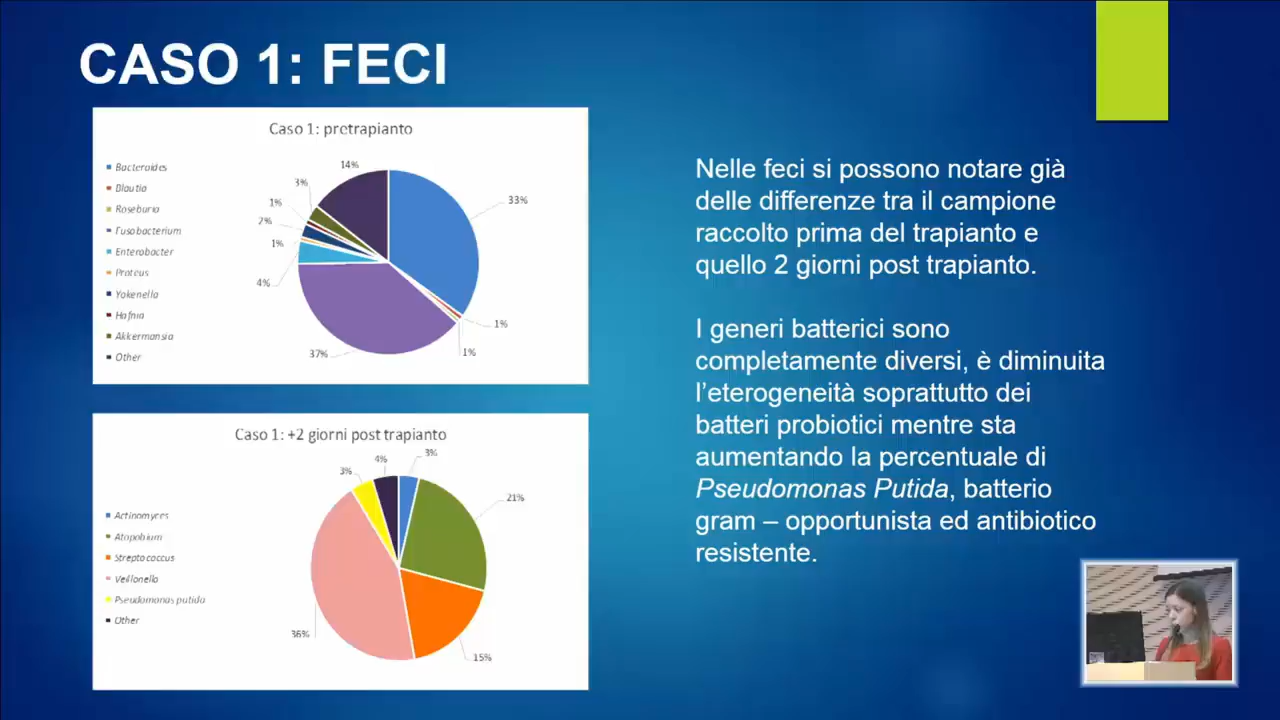 CASO 1: FECI
Caso 1: pretrapianto
Bacteroides
Blautia
Roseburia
Fusobacterium
Enterobacter
Proteus
Yokenella
Hafnia
Akkermansia
Other
14%
3%
1%
2%
1%
4%
37%
33%
1%
1%
Caso 1: +2 giorni post trapianto
Actinomyces
Atopobium
Streptococcus
Veillonella
Pseudomonas putida
Other
3%
4%
3%
21%
36%
15%
Nelle feci si possono notare già
delle differenze tra il campione
raccolto prima del trapianto e
quello 2 giorni post trapianto.
I generi batterici sono
completamente diversi, è diminuita
l’eterogeneità soprattutto dei
batteri probiotici mentre sta
aumentando la percentuale di
Pseudomonas Putida, batterio
gram – opportunista ed antibiotico
resistente.